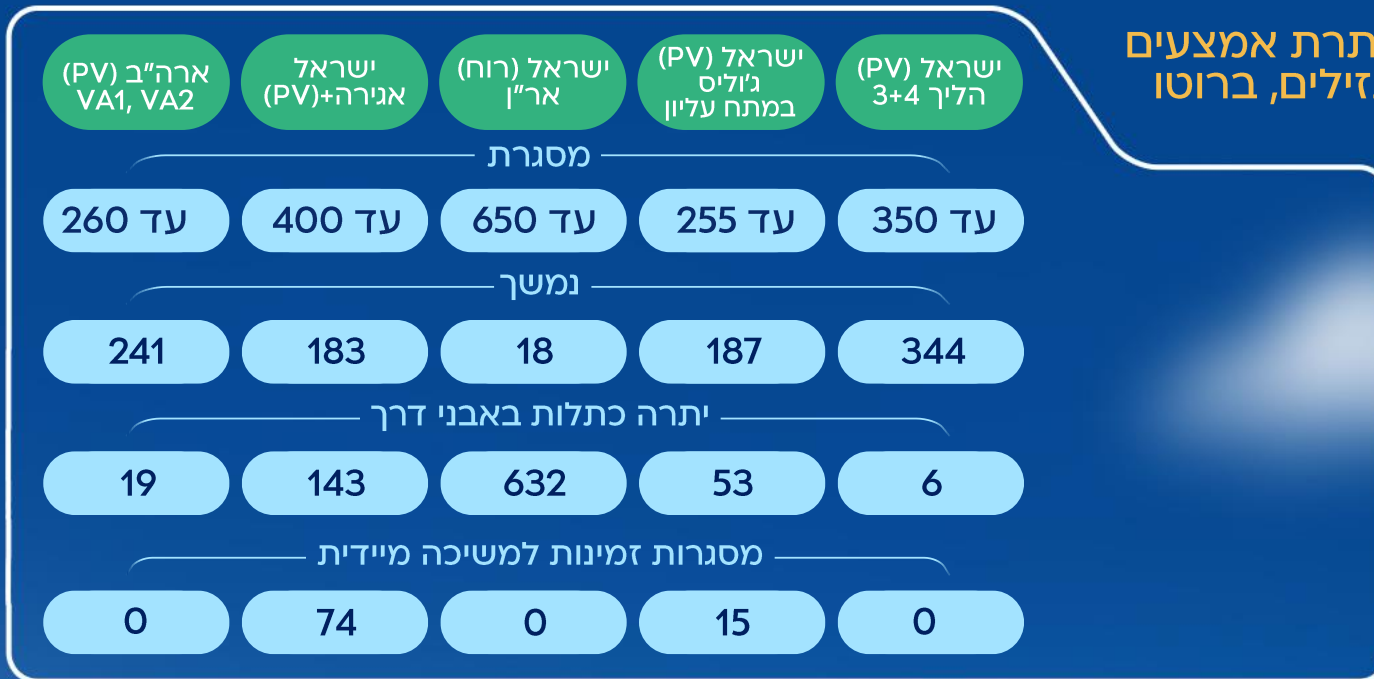 יתרת אמצעים
נזילים, ברוטו
ישראל (PV)
הליך 3+4
ישראל (PV)
ג'וליס
במתח עליון
ישראל (רוח)
אר"ן
ישראל
אגירה+(PV)
ארה"ב (PV)
VA1, VA2
מסגרת
עד 350
עד 255
עד 650
עד 400
עד 260
נמשך
344
187
18
183
241
יתרה כתלות באבני דרך
6
53
632
143
19
מסגרות זמינות למשיכה מיידית
0
15
0
74
0